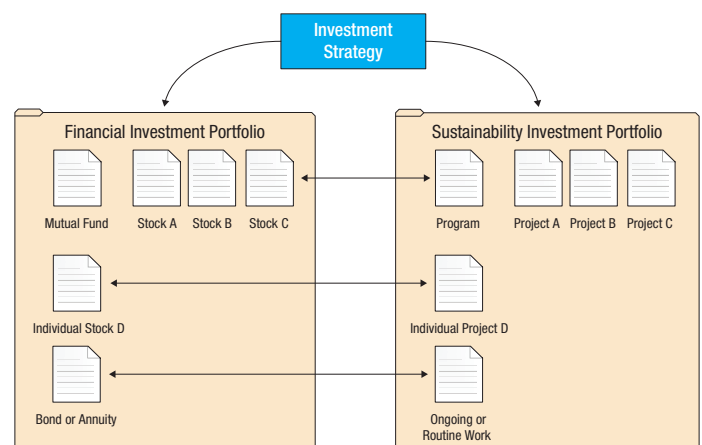 Investment
Strategy
Financial Investment Portfolio
Mutual Fund
Stock A
Stock B
Stock C
Individual Stock D
Bond or Annuity
Sustainability Investment Portfolio
Program
Project A
Project B
Project C
Individual Project D
Ongoing or
Routine Work